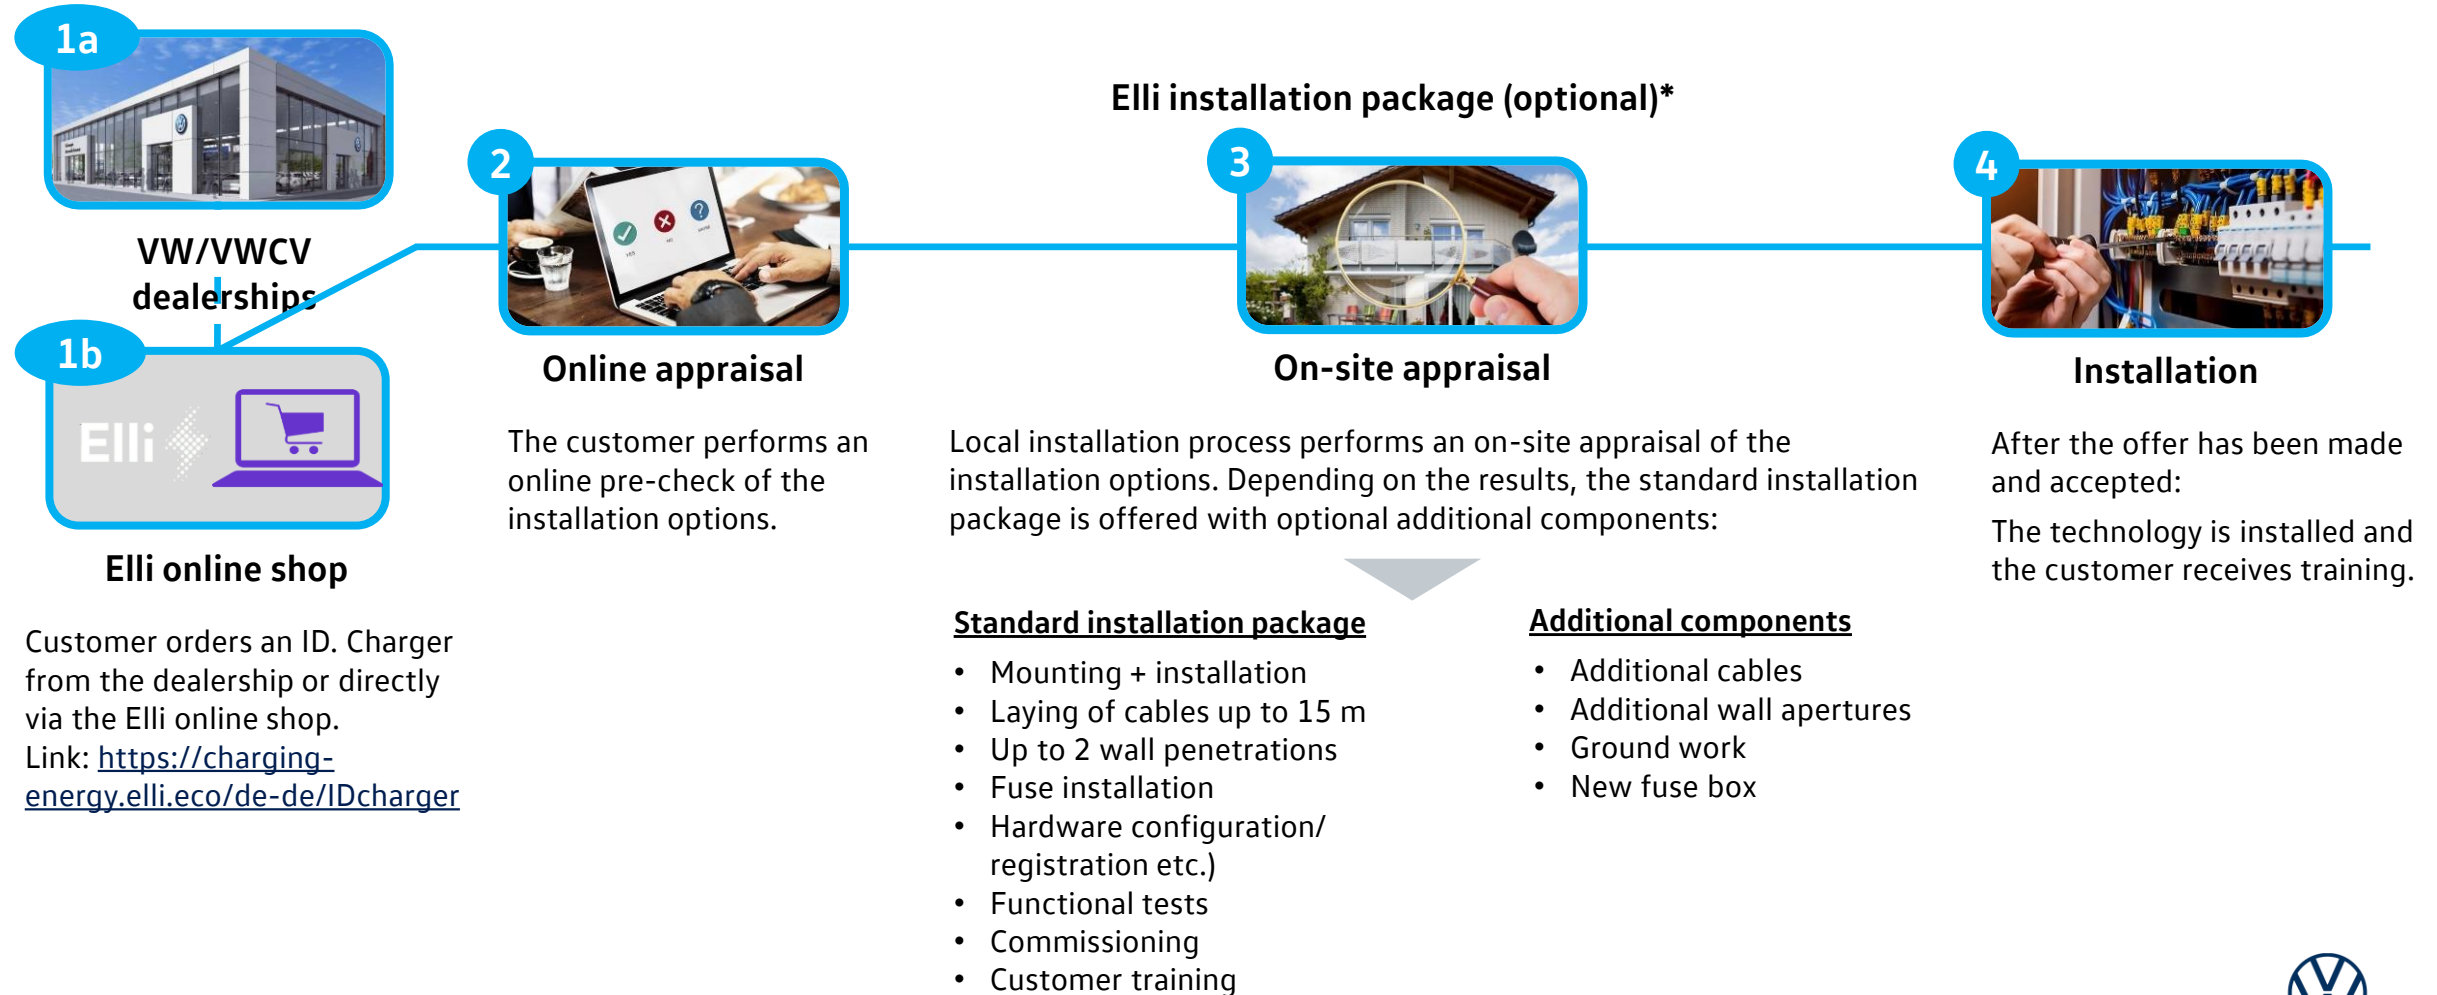 1a
VW/VWCV
dealerships
1b
Elli
Elli online shop
Customer orders an ID. Charger
from the dealership or directly
via the Elli online shop.
Link: https://charging-
energy.elli.eco/de-de/IDcharger
Elli installation package (optional)*
2
Online appraisal
The customer performs an
online pre-check of the
installation options.
3
On-site appraisal
Local installation process performs an on-site appraisal of the
installation options. Depending on the results, the standard installation
package is offered with optional additional components:
Standard installation package
• Mounting + installation
• Laying of cables up to 15 m
• Up to 2 wall penetrations
• Fuse installation
• Hardware configuration/
registration etc.)
• Functional tests
• Commissioning
• Customer training
Additional components
• Additional cables
• Additional wall apertures
• Ground work
• New fuse box
4
Installation
After the offer has been made
and accepted:
The technology is installed and
the customer receives training.